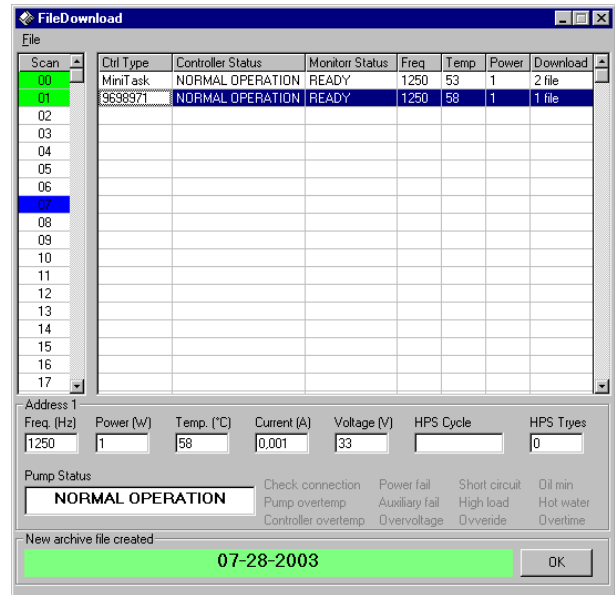 FileDownload
File
Scan Ctrl Type Controller Status Monitorr Status Freq Temp Power Download
00 MiniTask NORMAL OPERATION READY 1250 53 1 2 file
01 9698971 NORMAL OPERATION READY 1250 58 1 1 file
02
03
04
05
06
07
08
09
10
11
12
13
14
15
16
17
Address 1
Freq. (Hz) Power (W) Temp. (°C) Current (A) Voltage (V) HPS Cycle HPS Tryes
1250 1 58 0,001 33 0
Pump Status
NORMAL OPERATION
Check connection Power fail Short circuit Oil min
Pump overtemp Auxiliary fail High load Hot water
Controller overtemp Overvoltage Ovveride Overtime
New archive file created
07-28-2003 OK